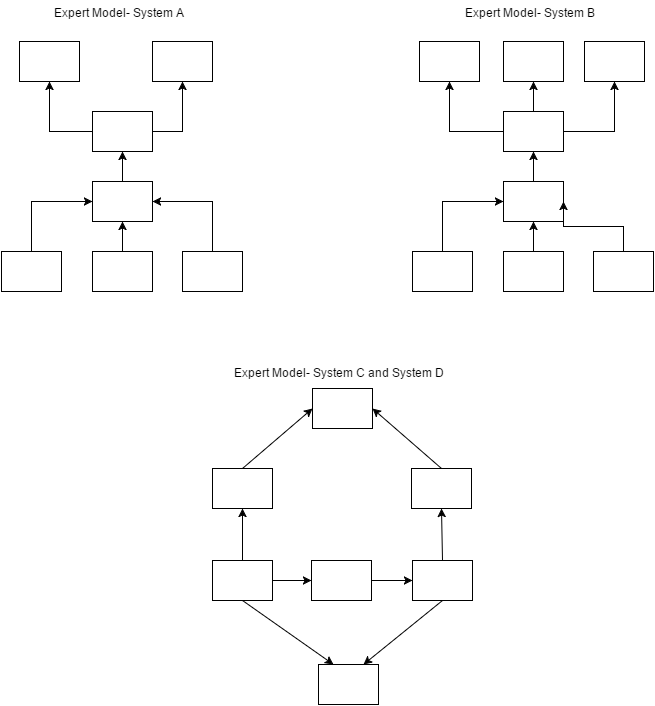 Expert Model- System A
Expert Model- System B
Expert Model- System C and System D